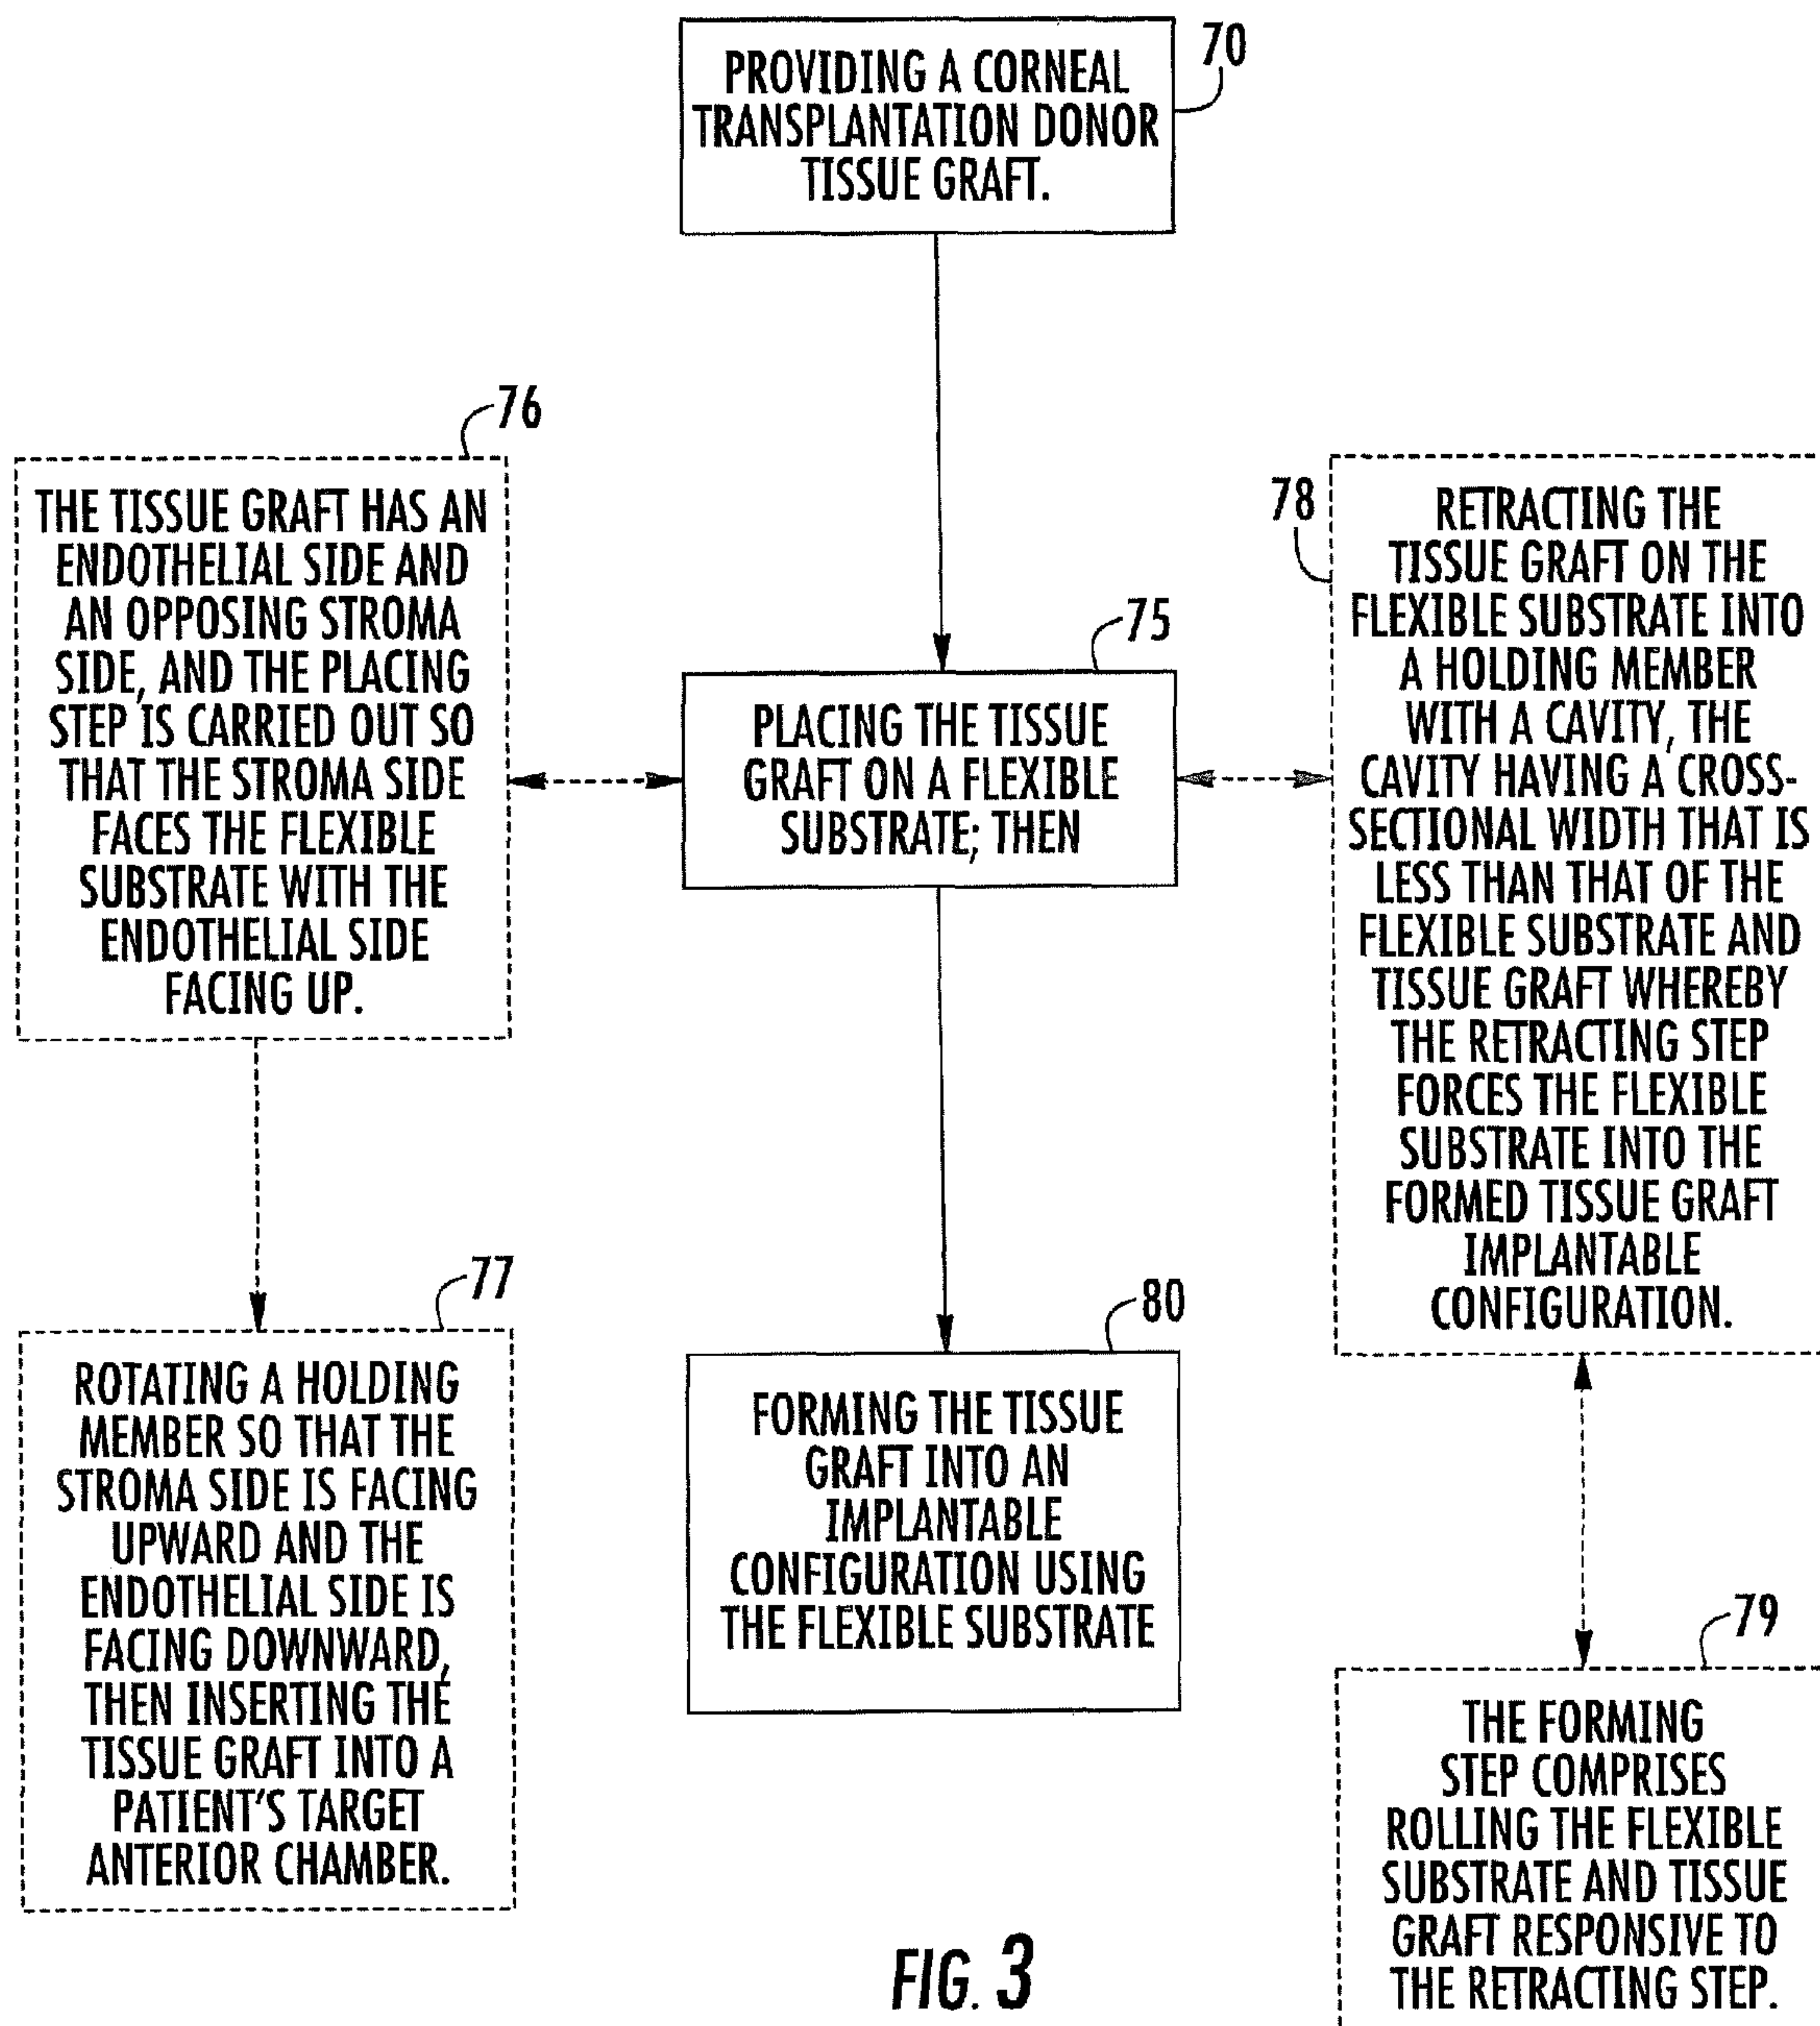 70
PROVIDING A CORNEAL
TRANSPLANTATION DONOR
TISSUE GRAFT.
76
THE TISSUE GRAFT HAS AN
ENDOTHELIAL SIDE AND
AN OPPOSING STROMA
SIDE, AND THE PLACING
STEP IS CARRIED OUT SO
THAT THE STROMA SIDE
FACES THE FLEXIBLE
SUBSTRATE WITH THE
ENDOTHELIAL SIDE
FACING UP.
75
PLACING THE TISSUE
GRAFT ON A FLEXIBLE
SUBSTRATE; THEN
78
RETRACTING THE
TISSUE GRAFT ON THE
FLEXIBLE SUBSTRATE INTO
A HOLDING MEMBER
WITH A CAVITY, THE
CAVITY HAVING A CROSS-
SECTIONAL WIDTH THAT IS
LESS THAN THAT OF THE
FLEXIBLE SUBSTRATE AND
TISSUE GRAFT WHEREBY
THE RETRACTING STEP
FORCES THE FLEXIBLE
SUBSTRATE INTO THE
FORMED TISSUE GRAFT
IMPLANTABLE
CONFIGURATION.
77
ROTATING A HOLDING
MEMBER SO THAT THE
STROMA SIDE IS FACING
UPWARD AND THE
ENDOTHELIAL SIDE IS
FACING DOWNWARD,
THEN INSERTING THE
TISSUE GRAFT INTO A
PATIENT'S TARGET
ANTERIOR CHAMBER.
80
FORMING THE TISSUE
GRAFT INTO AN
IMPLANTABLE
CONFIGURATION USING
THE FLEXIBLE SUBSTRATE
79
THE FORMING
STEP COMPRISES
ROLLING THE FLEXIBLE
SUBSTRATE AND TISSUE
GRAFT RESPONSIVE TO
THE RETRACTING STEP.
FIG. 3